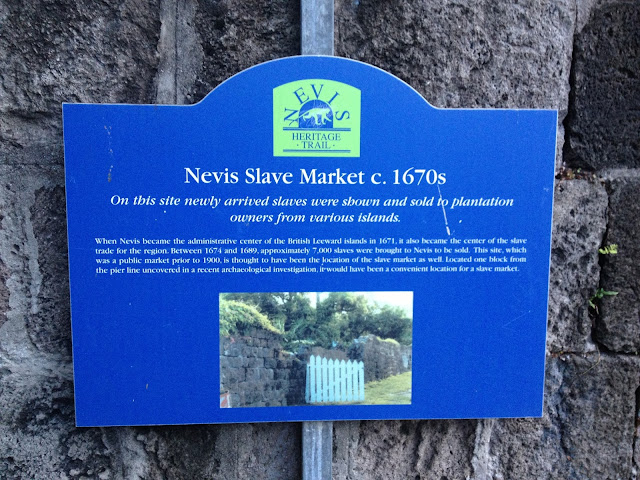 NEVIS
HERITAGE
· TRAIL ·
Nevis Slave Market c. 1670s
On this site newly arrived slaves were shown and sold to plantation
owners from various islands.
When Nevis became the administrative center of the British Leeward islands in 1671, it also became the center of the slave
trade for the region. Between 1674 and 1689, approximately 7,000 slaves were brought to Nevis to be sold. This site, which
was a public market prior to 1900, is thought to have been the location of the slave market as well. Located one block from
the pier line uncovered in a recent archaeological investigation, it would have been a convenient location for a slave market.